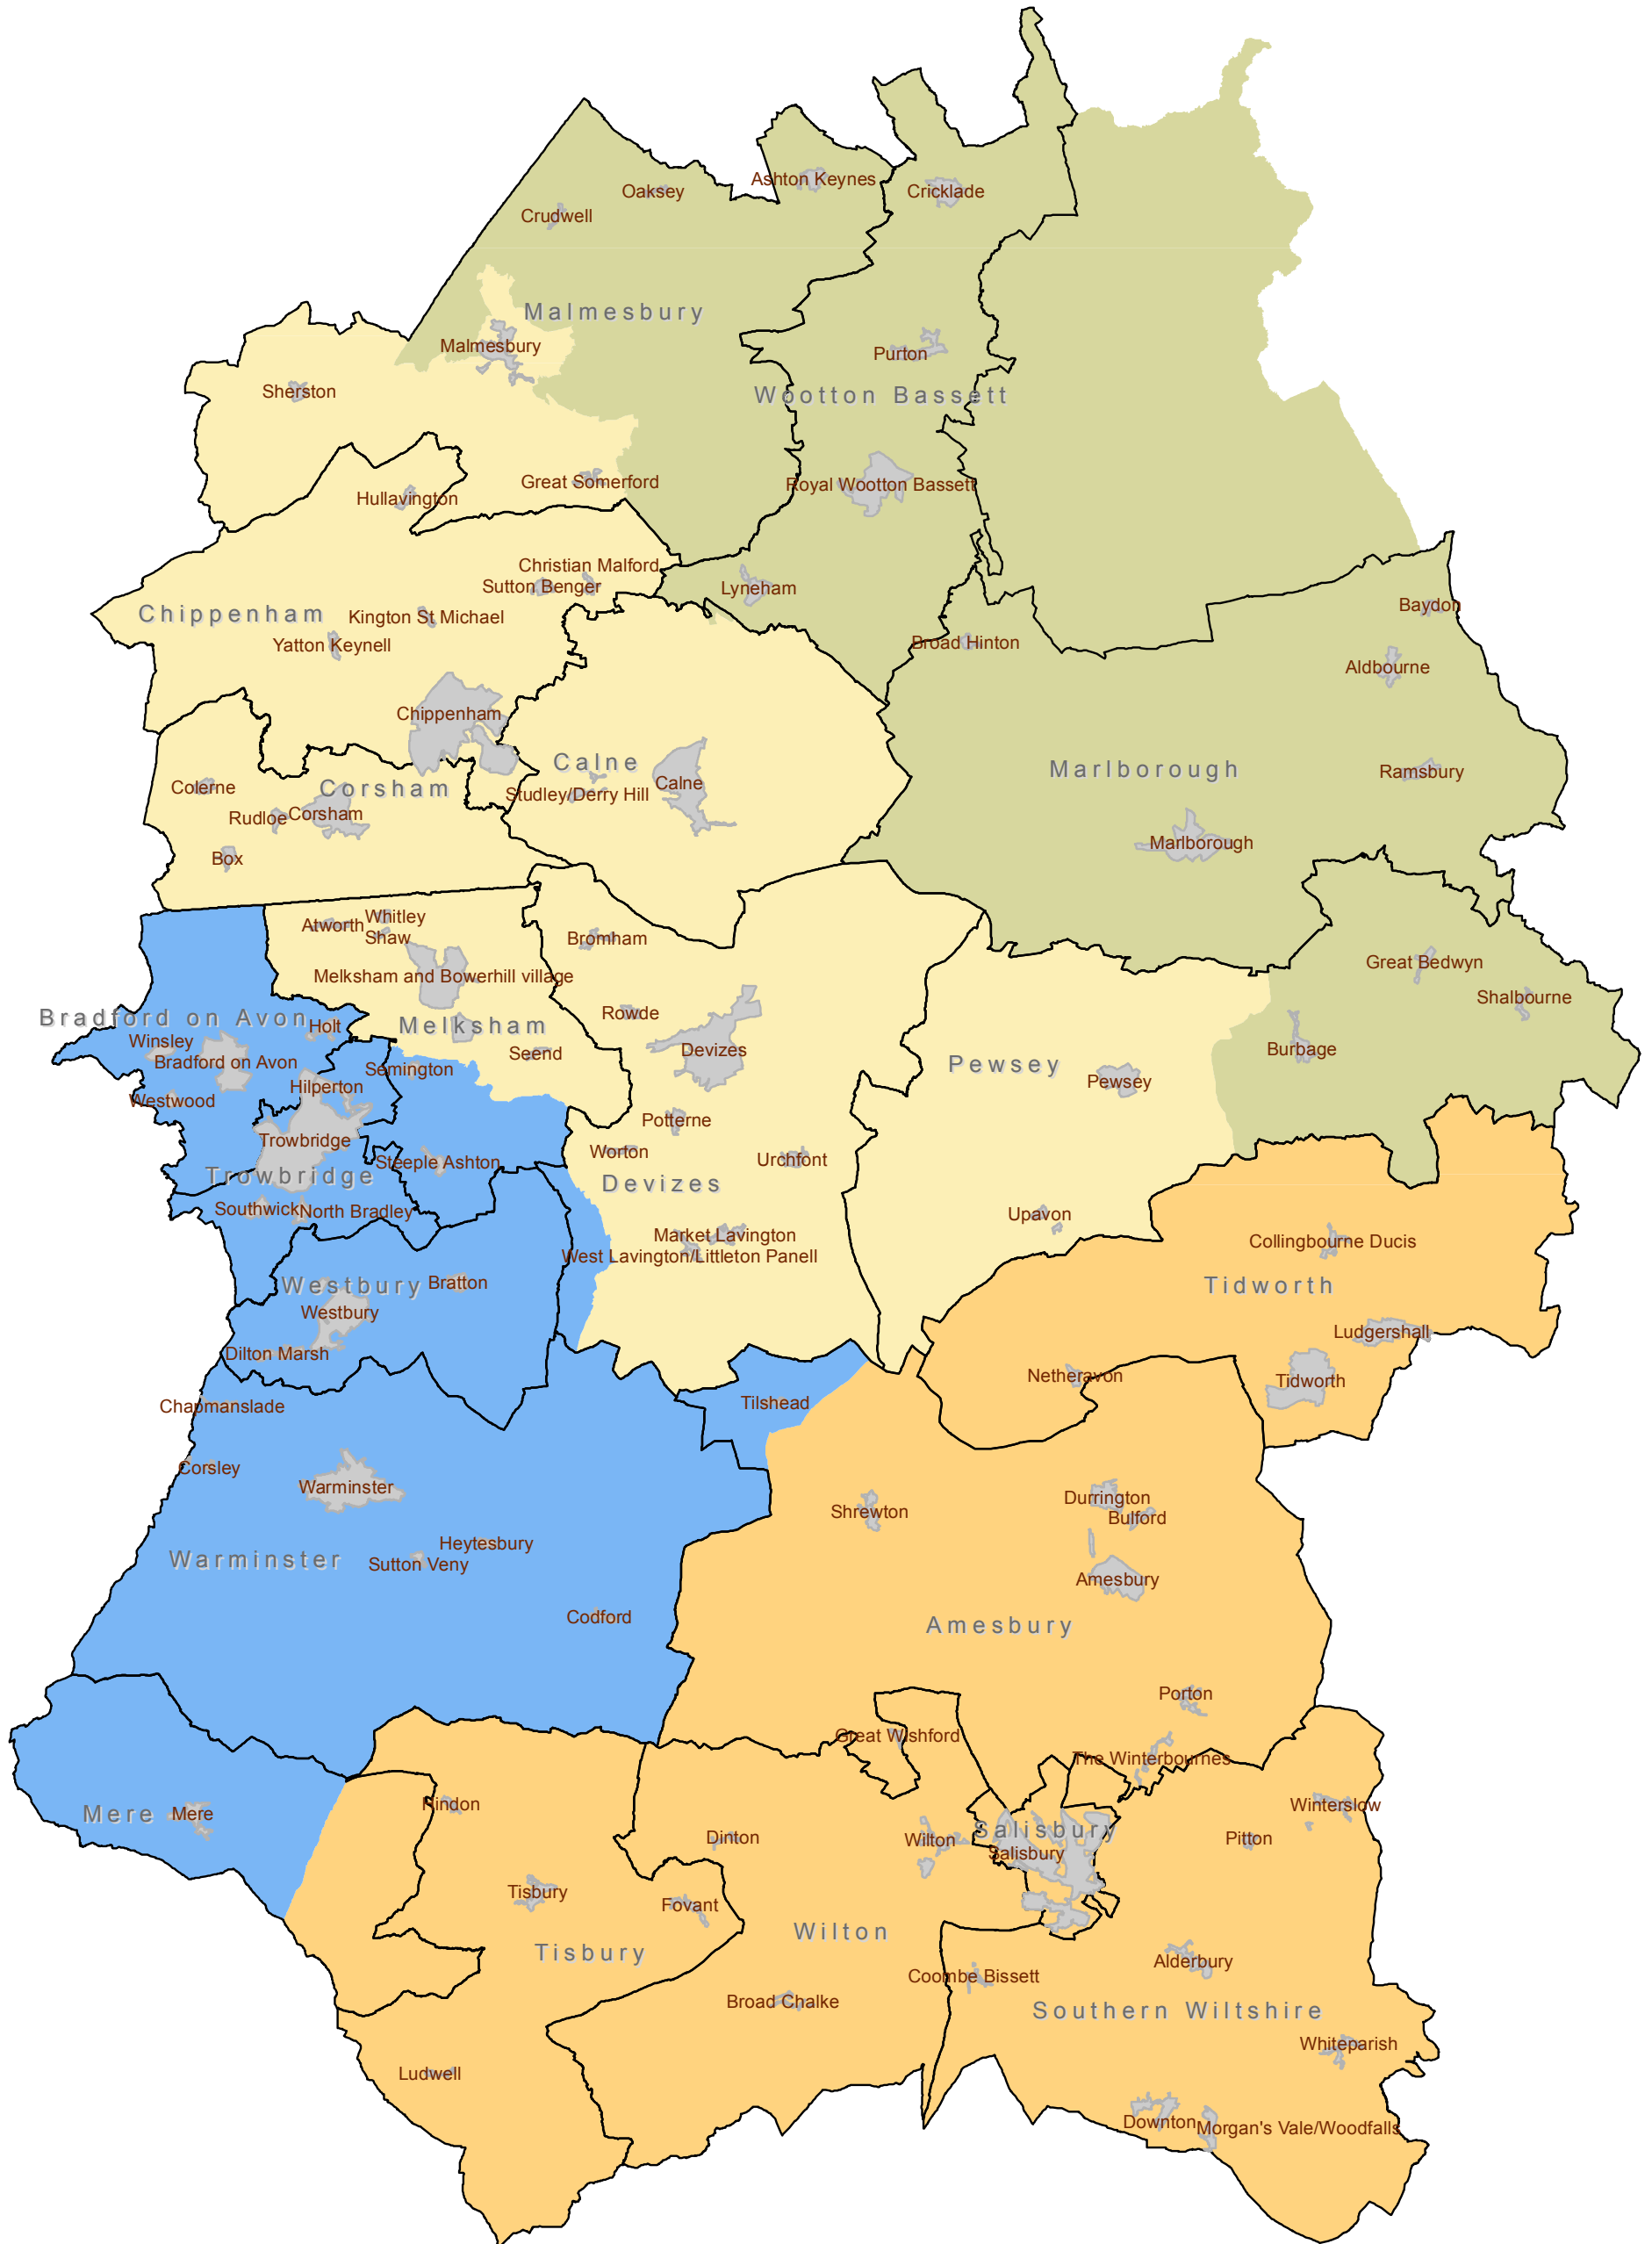 Ashton Keynes
Oaksey
Cricklade
Crudwell
Malmesbury
Malmesbury
Purton
Sherston
Wootton Bassett
Hullavington
Great Somerford
Royal Wootton Bassett
Christian Malford
Sutton Benger
Lyneham
Baydon
Chippenham
Kington St Michael
Yatton Keynell
Broad Hinton
Aldbourne
Chippenham
Calne
Marlborough
Ramsbury
Colerne
Corsham
Studley/Derry Hill
Calne
Rudloe
Corsham
Marlborough
Box
Atworth
Whitley
Shaw
Bromham
Great Bedwyn
Melksham and Bowerhill village
Shalbourne
Bradford on Avon
Holt
Melksham
Rowde
Winsley
Bradford on Avon
Seend
Devizes
Burbage
Semington
Pewsey
Pewsey
Hilperton
Westwood
Potterne
Trowbridge
Worton
Urchfont
Steeple Ashton
Trowbridge
Devizes
Southwick
North Bradley
Upavon
Market Lavington
West Lavington/Littleton Panell
Collingbourne Ducis
Westbury
Bratton
Tidworth
Westbury
Ludgershall
Dilton Marsh
Netheravon
Tidworth
Chapmanslade
Tilshead
Corsley
Warminster
Durrington
Shrewton
Bulford
Heytesbury
Warminster
Sutton Veny
Amesbury
Codford
Amesbury
Porton
Great Wishford
The Winterbournes
Hindon
Winterslow
Mere
Mere
Dinton
Wilton
Salisbury
Pitton
Salisbury
Tisbury
Fovant
Wilton
Tisbury
Alderbury
Coombe Bissett
Broad Chalke
Southern Wiltshire
Whiteparish
Ludwell
Downton
Morgan's Vale/Woodfalls